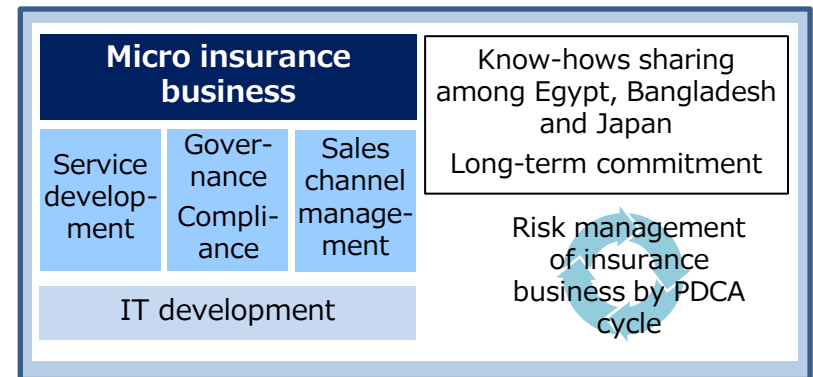 Micro insurance
business
Service
develop-
ment
Gover-
nance
Compli-
ance
Sales
channel
manage-
ment
IT development
Know-hows sharing
among Egypt, Bangladesh
and Japan
Long-term commitment
Risk management
of insurance
business by PDCA
cycle